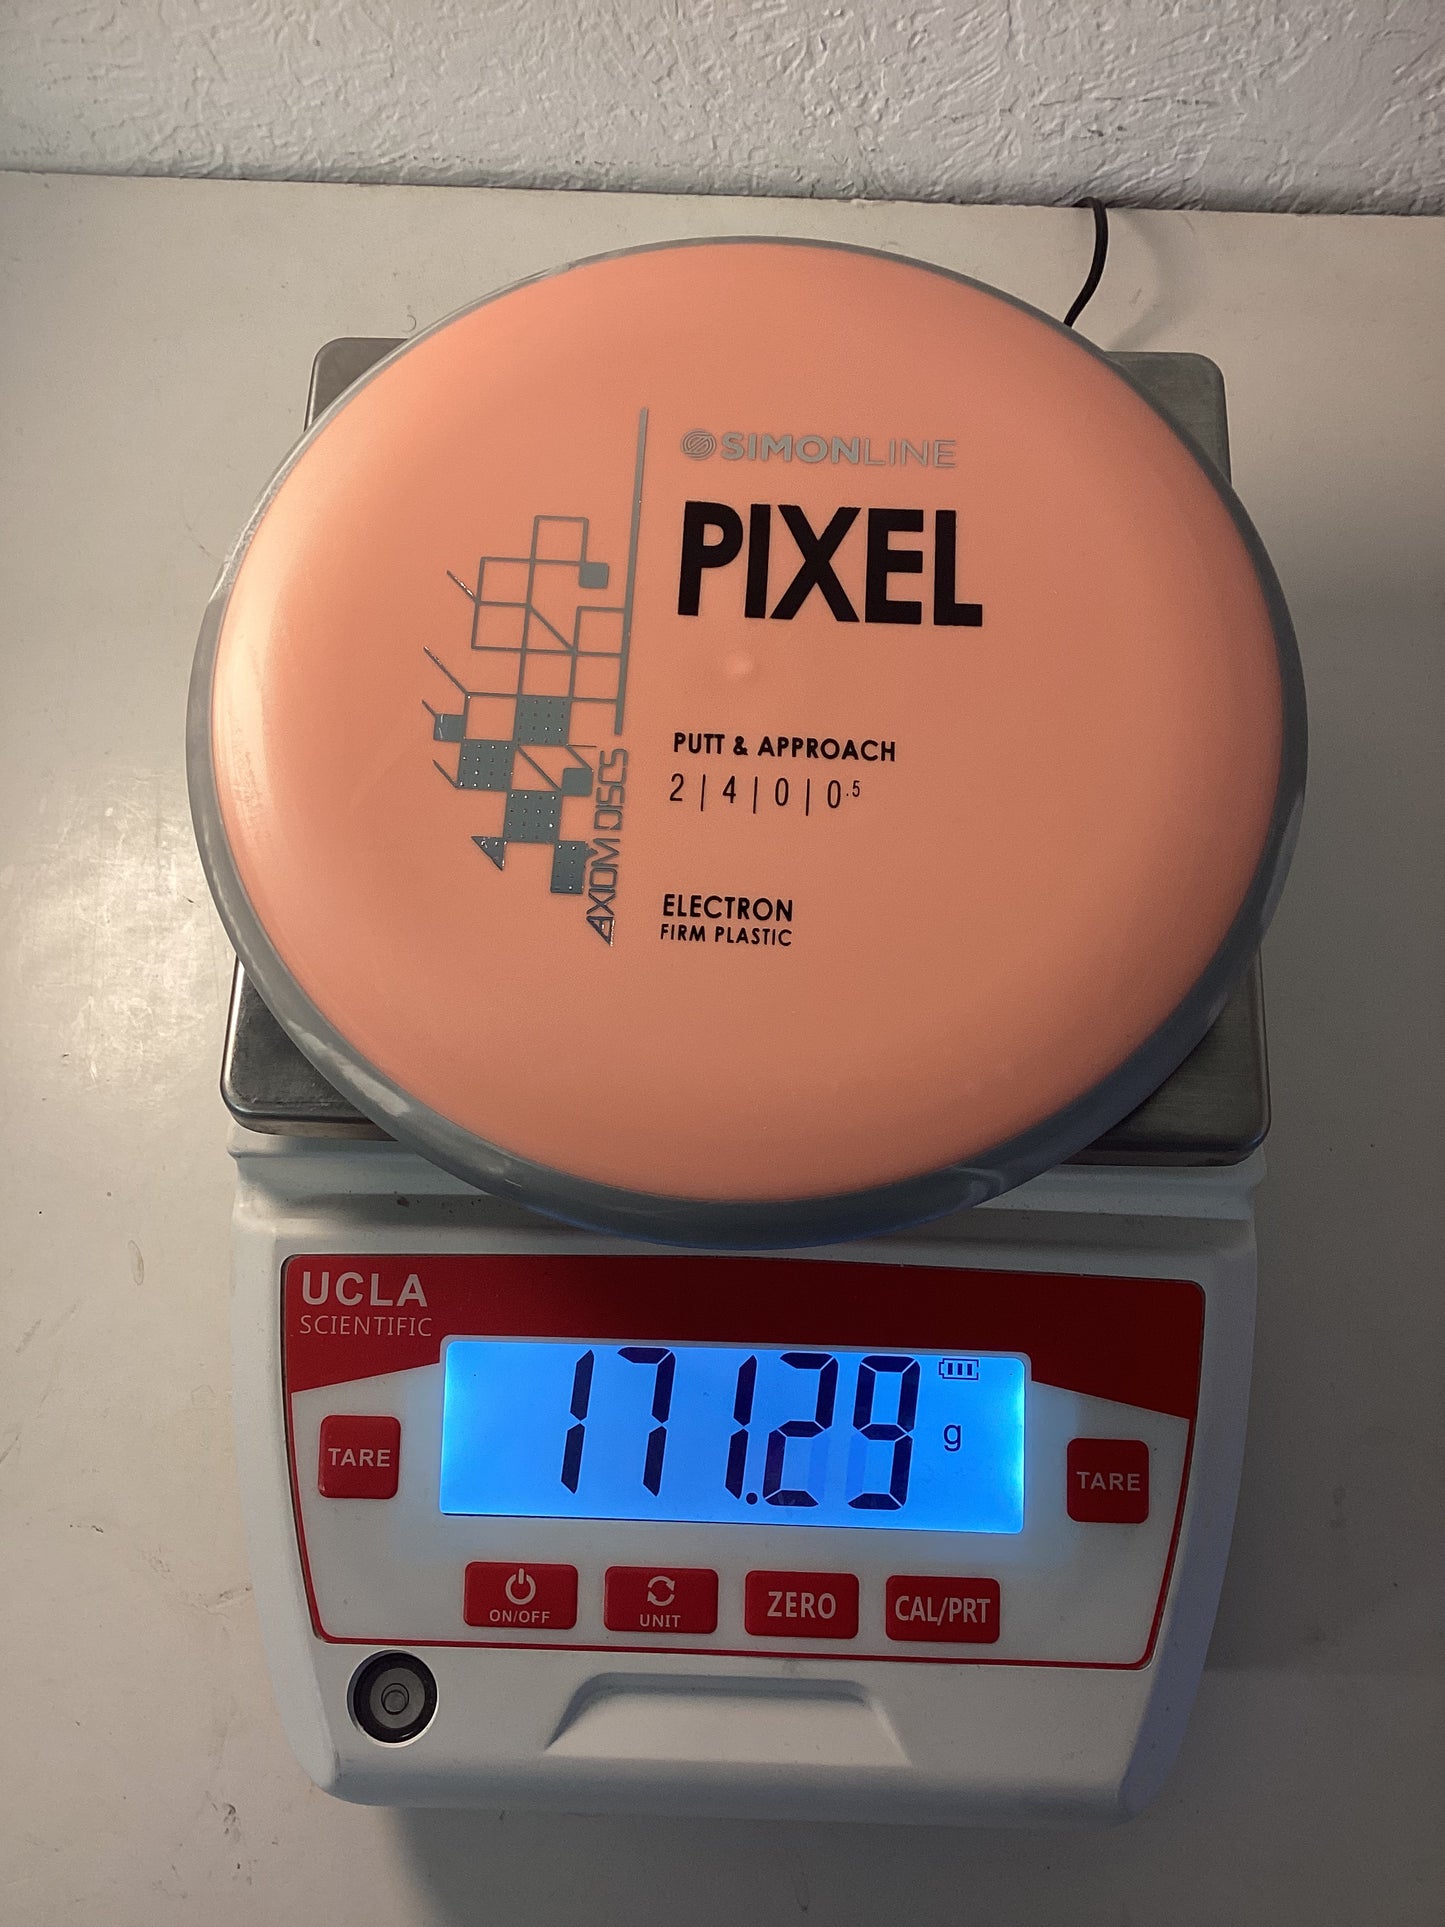 SIMONLINE
PIXEL
PUTT & APPROACH
2 | 4 | 0 | 0.5
AXIOM DISCS
ELECTRON
FIRM PLASTIC
UCLA
SCIENTIFIC
171.29 g
TARE
TARE
ON/OFF
UNIT
ZERO
CAL/PRT